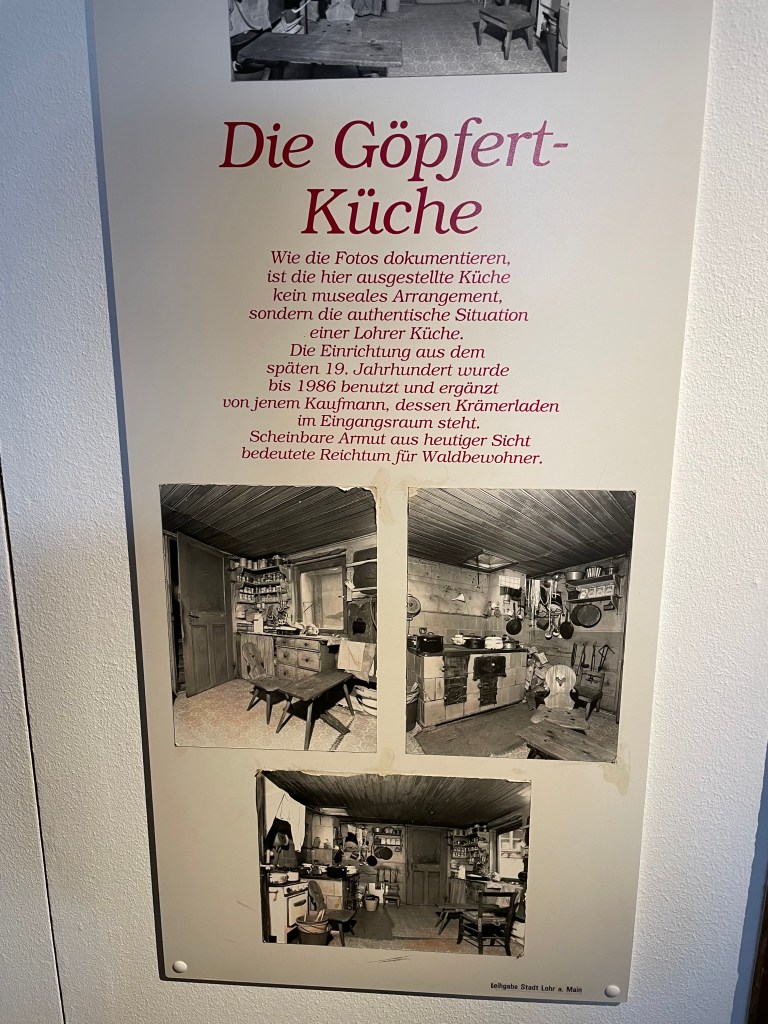 Die Göpfert-
Küche
Wie die Fotos dokumentieren,
ist die hier ausgestellte Küche
kein museales Arrangement,
sondern die authentische Situation
einer Lohrer Küche.
Die Einrichtung aus dem
späten 19. Jahrhundert wurde
bis 1986 benutzt und ergänzt
von jenem Kaufmann, dessen Krämerladen
im Eingangsraum steht.
Scheinbare Armut aus heutiger Sicht
bedeutete Reichtum für Waldbewohner.
Leihgabe Stadt Lohr a. Main